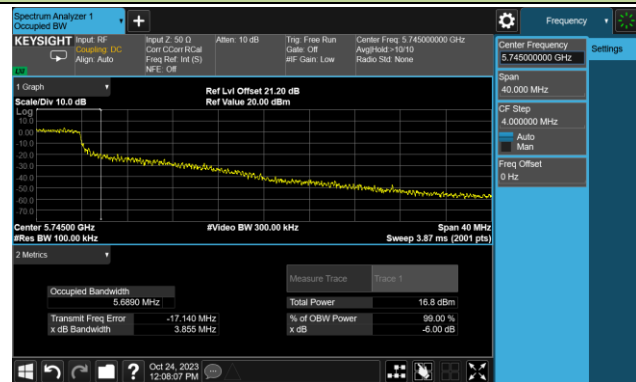 Spectrum Analyzer 1
Occupied BW
Frequency
KEYSIGHT
Input: RF
Coupling: DC
Align: Auto
Input Z: 50 Ω
Corr CCorr RCal
Freq Ref: Int (S)
NFE: Off
Atten: 10 dB
Trig: Free Run
Gate: Off
#IF Gain: Low
Center Freq: 5.745000000 GHz
Avg|Hold:>10/10
Radio Std: None
Center Frequency
5.745000000 GHz
Settings
Span
40.000 MHz
CF Step
4.000000 MHz
Auto
Man
Freq Offset
0 Hz
1 Graph
Scale/Div 10.0 dB
Ref Lvl Offset 21.20 dB
Ref Value 20.00 dBm
Log
10.0
0.00
-10.0
-20.0
-30.0
-40.0
-50.0
-60.0
-70.0
Center 5.74500 GHz
#Res BW 100.00 kHz
#Video BW 300.00 kHz
Span 40 MHz
Sweep 3.87 ms (2001 pts)
2 Metrics
Measure Trace
Trace 1
Occupied Bandwidth
5.6890 MHz
Total Power
16.8 dBm
Transmit Freq Error
-17.140 MHz
% of OBW Power
99.00 %
x dB Bandwidth
3.855 MHz
x dB
-6.00 dB
?
Oct 24, 2023
12:08:07 PM